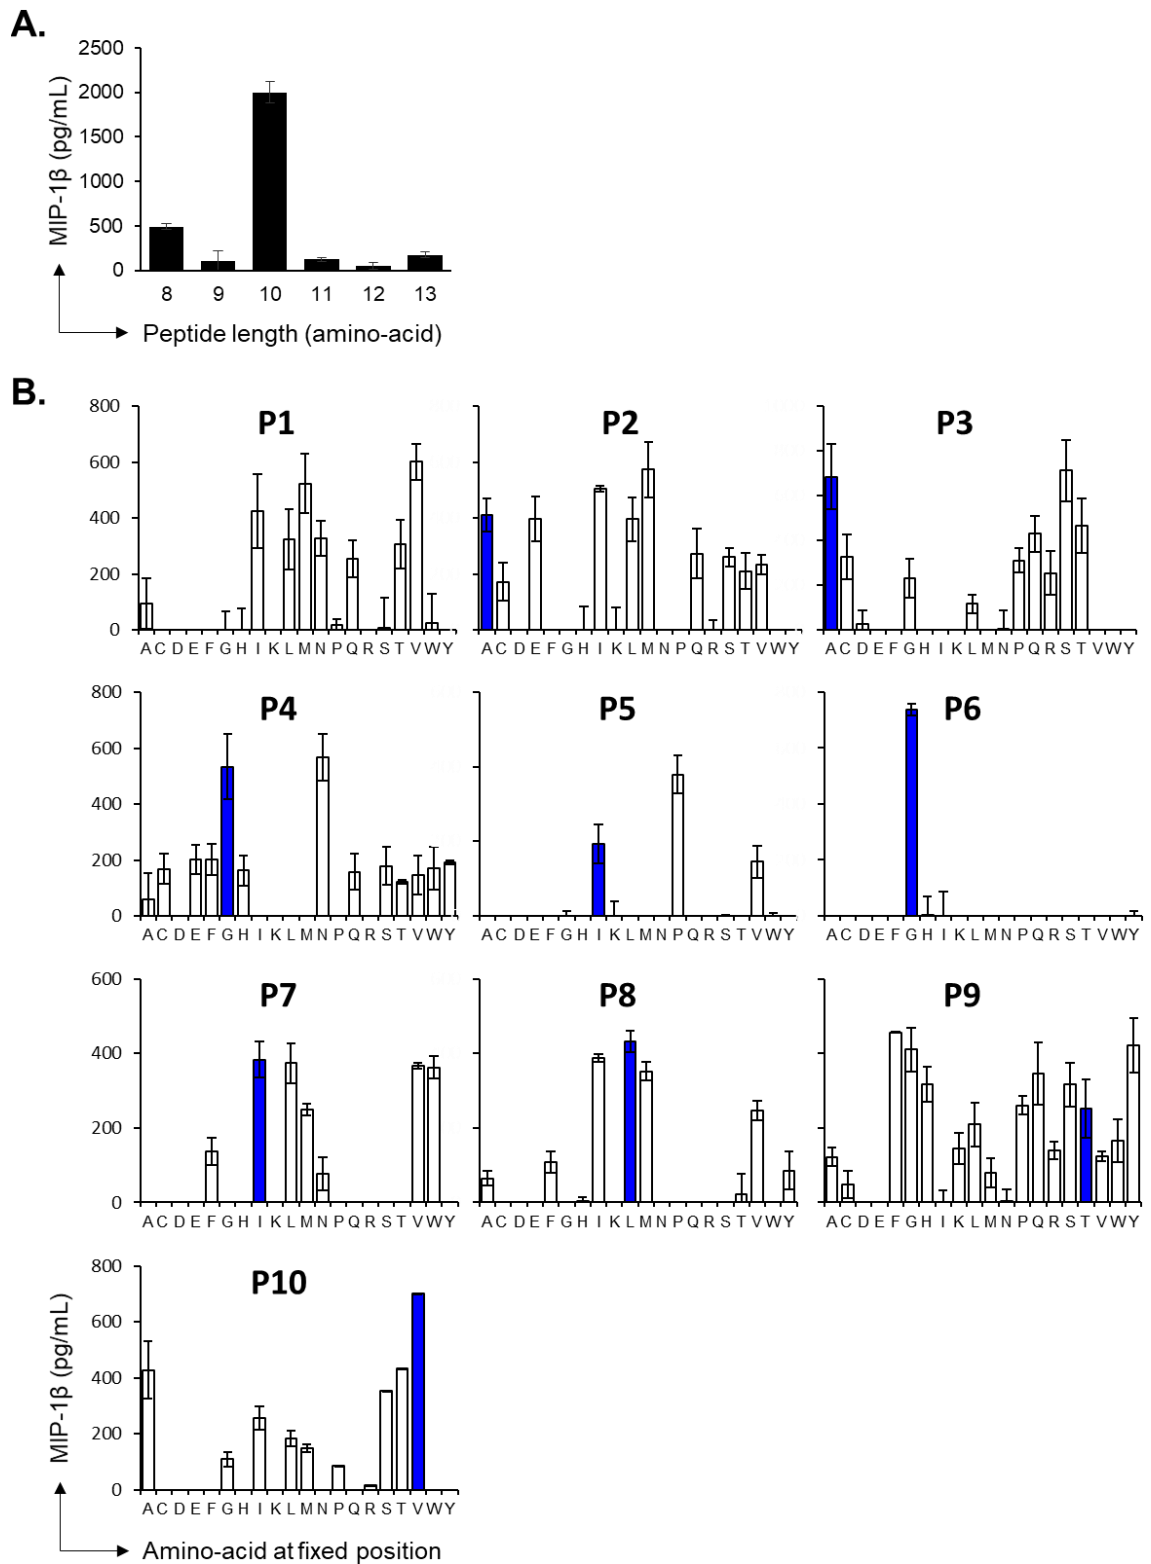 A.
2500
2000
1500
1000
500
0
MIP-1β (pg/mL)
8 9 10 11 12 13
Peptide length (amino-acid)
B.
800
600
400
200
0
P1
A C D E F G H I K L M N P Q R S T V W Y
P2
A C D E F G H I K L M N P Q R S T V W Y
P3
A C D E F G H I K L M N P Q R S T V W Y
800
600
400
200
0
P4
A C D E F G H I K L M N P Q R S T V W Y
P5
A C D E F G H I K L M N P Q R S T V W Y
P6
A C D E F G H I K L M N P Q R S T V W Y
600
400
200
0
P7
A C D E F G H I K L M N P Q R S T V W Y
P8
A C D E F G H I K L M N P Q R S T V W Y
P9
A C D E F G H I K L M N P Q R S T V W Y
800
600
400
200
0
P10
MIP-1β (pg/mL)
A C D E F G H I K L M N P Q R S T V W Y
Amino-acid at fixed position